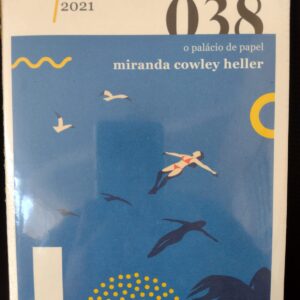 2021
038
o palácio de papel
miranda cowley heller